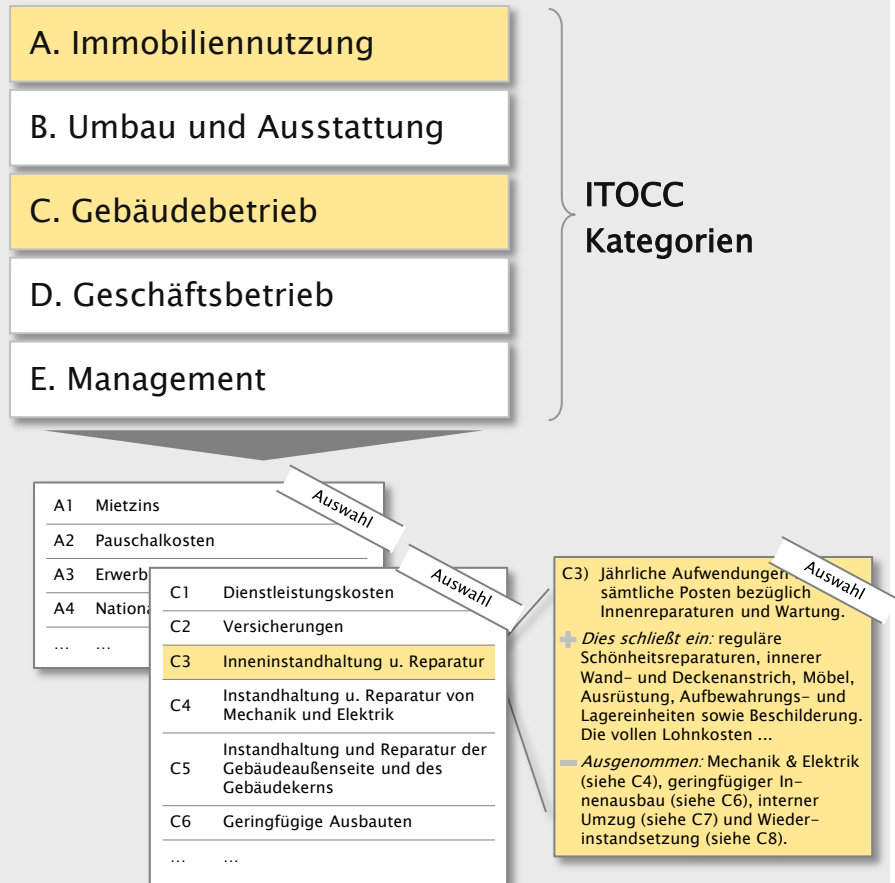 A. Immobiliennutzung
B. Umbau und Ausstattung
C. Gebäudebetrieb
D. Geschäftsbetrieb
E. Management
ITOCC
Kategorien
Auswahl
A1 Mietzins
A2 Pauschalkosten
A3 Erwerb
A4 Nationa
... ...
Auswahl
C1 Dienstleistungskosten
C2 Versicherungen
C3 Inneninstandhaltung u. Reparatur
C4 Instandhaltung u. Reparatur von
Mechanik und Elektrik
C5 Instandhaltung und Reparatur der
Gebäudeaußenseite und des
Gebäudekerns
C6 Geringfügige Ausbauten
... ...
Auswahl
C3) Jährliche Aufwendungen
sämtliche Posten bezüglich
Innenreparaturen und Wartung.
+ Dies schließt ein: reguläre
Schönheitsreparaturen, innerer
Wand- und Deckenanstrich, Möbel,
Ausrüstung, Aufbewahrungs- und
Lagereinheiten sowie Beschilderung.
Die vollen Lohnkosten ...
– Ausgenommen: Mechanik & Elektrik
(siehe C4), geringfügiger In-
nenausbau (siehe C6), interner
Umzug (siehe C7) und Wieder-
instandsetzung (siehe C8).